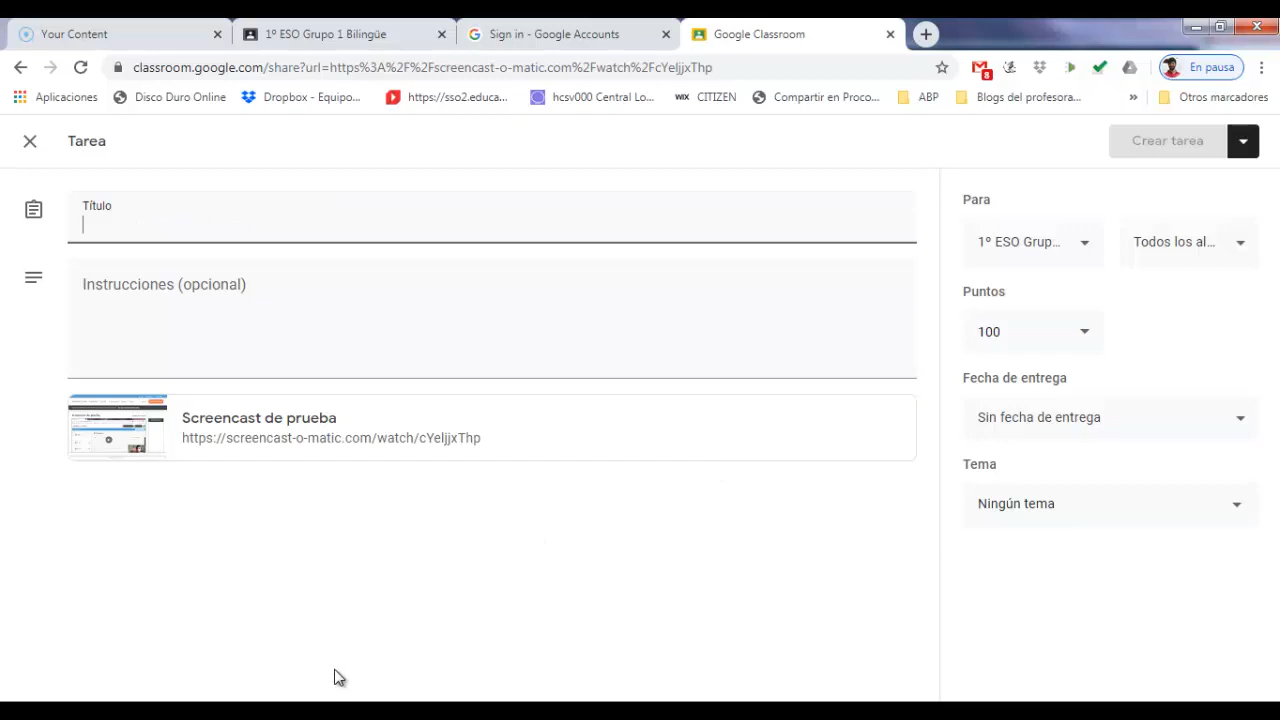 Your Content
1º ESO Grupo 1 Bilingüe
Sign in - Google Accounts
Google Classroom
classroom.google.com/share?url=https%3A%2F%2Fscreencast-o-matic.com%2Fwatch%2FcYeljjxThp
8
En pausa
Aplicaciones
Disco Duro Online
Dropbox - Equipo...
https://sso2.educa...
hcsv000 Central Lo...
WIX CITIZEN
Compartir en Proco...
ABP
Blogs del profesora...
»
Otros marcadores
Tarea
Crear tarea
Título
Instrucciones (opcional)
Screencast de prueba
https://screencast-o-matic.com/watch/cYeljjxThp
Para
1º ESO Grup...
Todos los al...
Puntos
100
Fecha de entrega
Sin fecha de entrega
Tema
Ningún tema